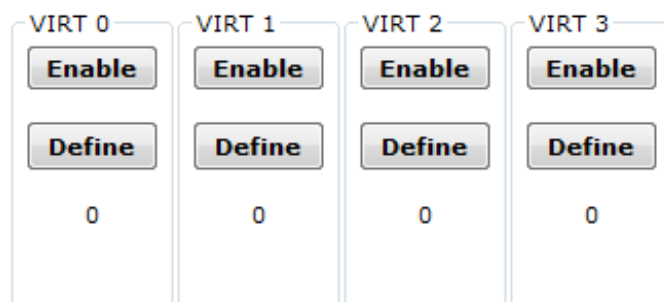 VIRT 0 VIRT 1 VIRT 2 VIRT 3
Enable Enable Enable Enable
Define Define Define Define
0 0 0 0